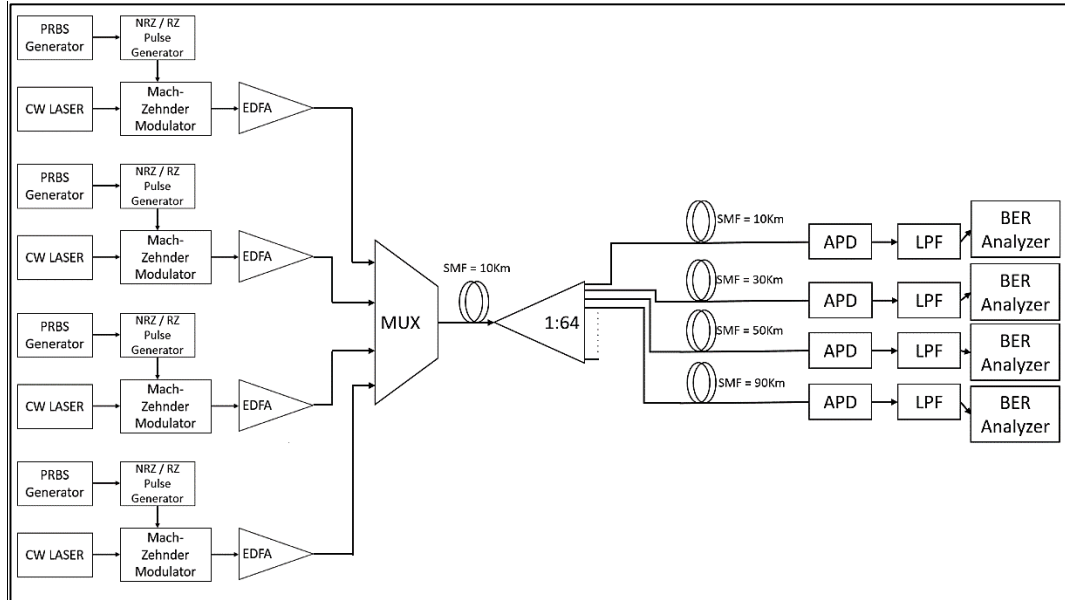 PRBS
Generator
NRZ / RZ
Pulse
Generator
CW LASER
Mach-
Zehnder
Modulator
EDFA
PRBS
Generator
NRZ / RZ
Pulse
Generator
CW LASER
Mach-
Zehnder
Modulator
EDFA
PRBS
Generator
NRZ / RZ
Pulse
Generator
CW LASER
Mach-
Zehnder
Modulator
EDFA
PRBS
Generator
NRZ / RZ
Pulse
Generator
CW LASER
Mach-
Zehnder
Modulator
EDFA
MUX
SMF = 10Km
1:64
SMF = 10Km
APD
LPF
BER
Analyzer
SMF = 30Km
APD
LPF
BER
Analyzer
SMF = 50Km
APD
LPF
BER
Analyzer
SMF = 90Km
APD
LPF
BER
Analyzer